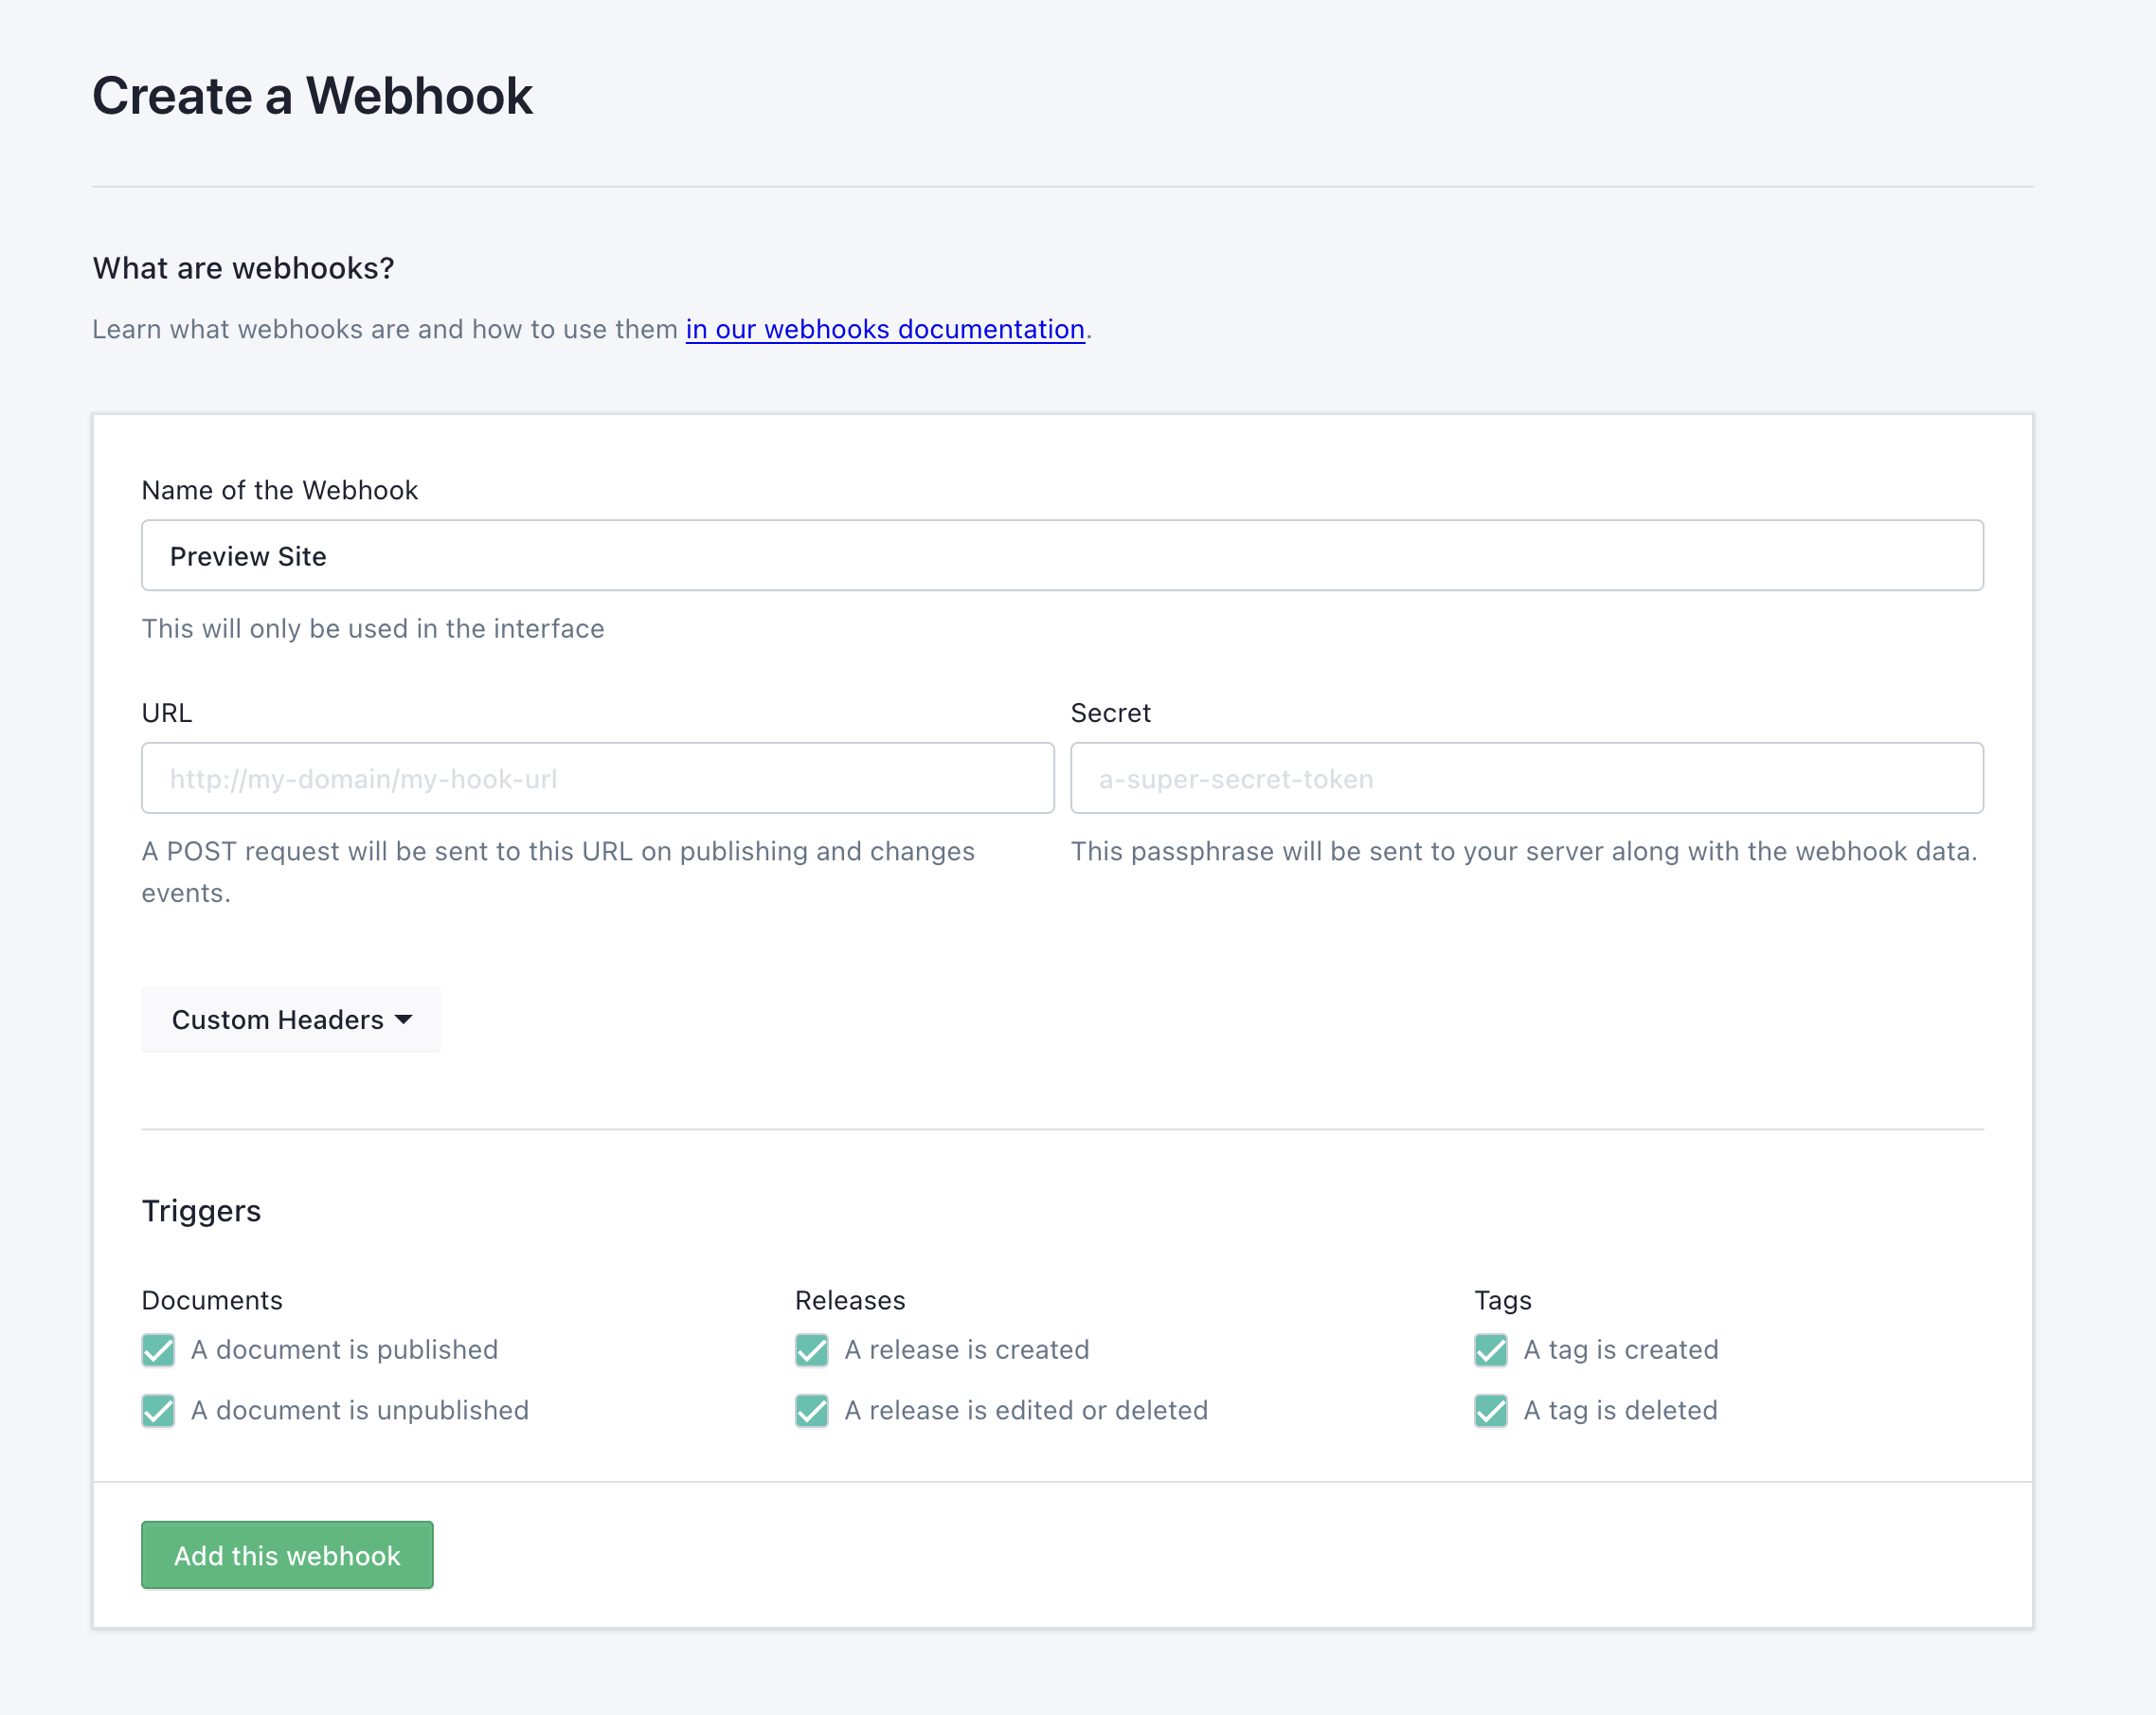 Create a Webhook
What are webhooks?
Learn what webhooks are and how to use them in our webhooks documentation.
Name of the Webhook
Preview Site
This will only be used in the interface
URL
http://my-domain/my-hook-url
A POST request will be sent to this URL on publishing and changes
events.
Secret
a-super-secret-token
This passphrase will be sent to your server along with the webhook data.
Custom Headers
Triggers
Documents
A document is published
A document is unpublished
Releases
A release is created
A release is edited or deleted
Tags
A tag is created
A tag is deleted
Add this webhook